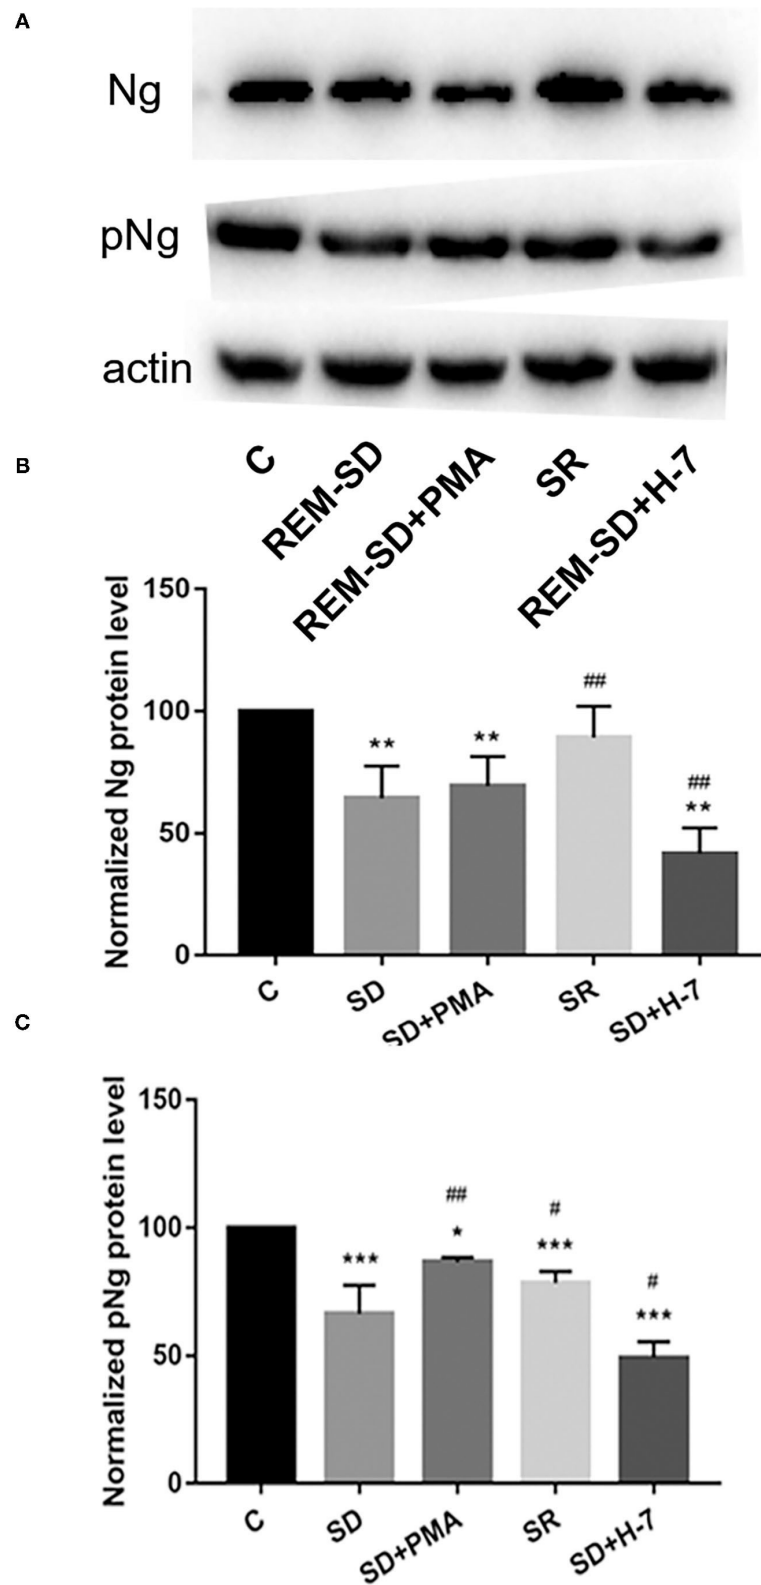 A
Ng
pNg
actin
B
C
REM-SD
REM-SD+PMA
SR
REM-SD+H-7
Normalized Ng protein level
150
100
50
0
**
**
##
##
**
C
SD
SD+PMA
SR
SD+H-7
C
Normalized pNg protein level
150
100
50
0
***
##
*
#
***
#
***
C
SD
SD+PMA
SR
SD+H-7